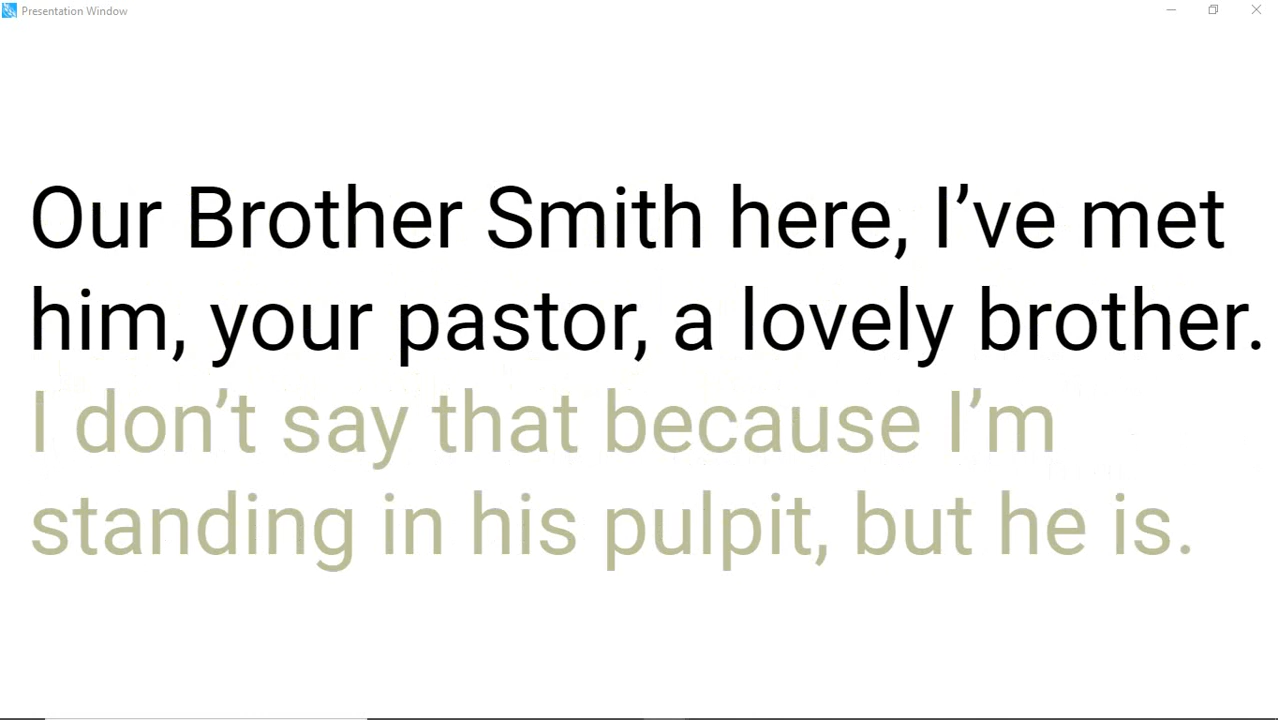 Presentation Window
Our Brother Smith here, I’ve met
him, your pastor, a lovely brother.
I don’t say that because I’m
standing in his pulpit, but he is.